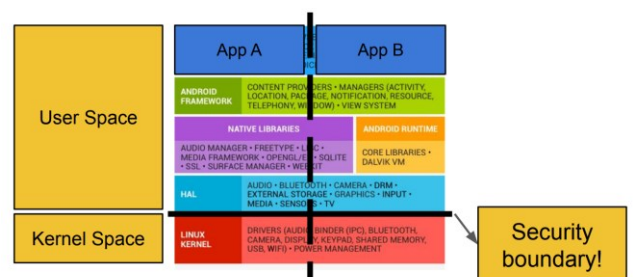 App A
App B
User Space
ANDROID FRAMEWORK
CONTENT PROVIDERS • MANAGERS (ACTIVITY,
LOCATION, PACKAGE, NOTIFICATION, RESOURCE,
TELEPHONY, WINDOW) • VIEW SYSTEM
NATIVE LIBRARIES
AUDIO MANAGER • FREETYPE • LIBC •
MEDIA FRAMEWORK • OPENGL/ES • SQLITE
• SSL • SURFACE MANAGER • WEBKIT
ANDROID RUNTIME
CORE LIBRARIES •
DALVIK VM
HAL
AUDIO • BLUETOOTH • CAMERA • DRM •
EXTERNAL STORAGE • GRAPHICS • INPUT •
MEDIA • SENSORS • TV
Kernel Space
LINUX
KERNEL
DRIVERS (AUDIO, BINDER (IPC), BLUETOOTH,
CAMERA, DISPLAY, KEYPAD, SHARED MEMORY,
USB, WIFI) • POWER MANAGEMENT
Security
boundary!